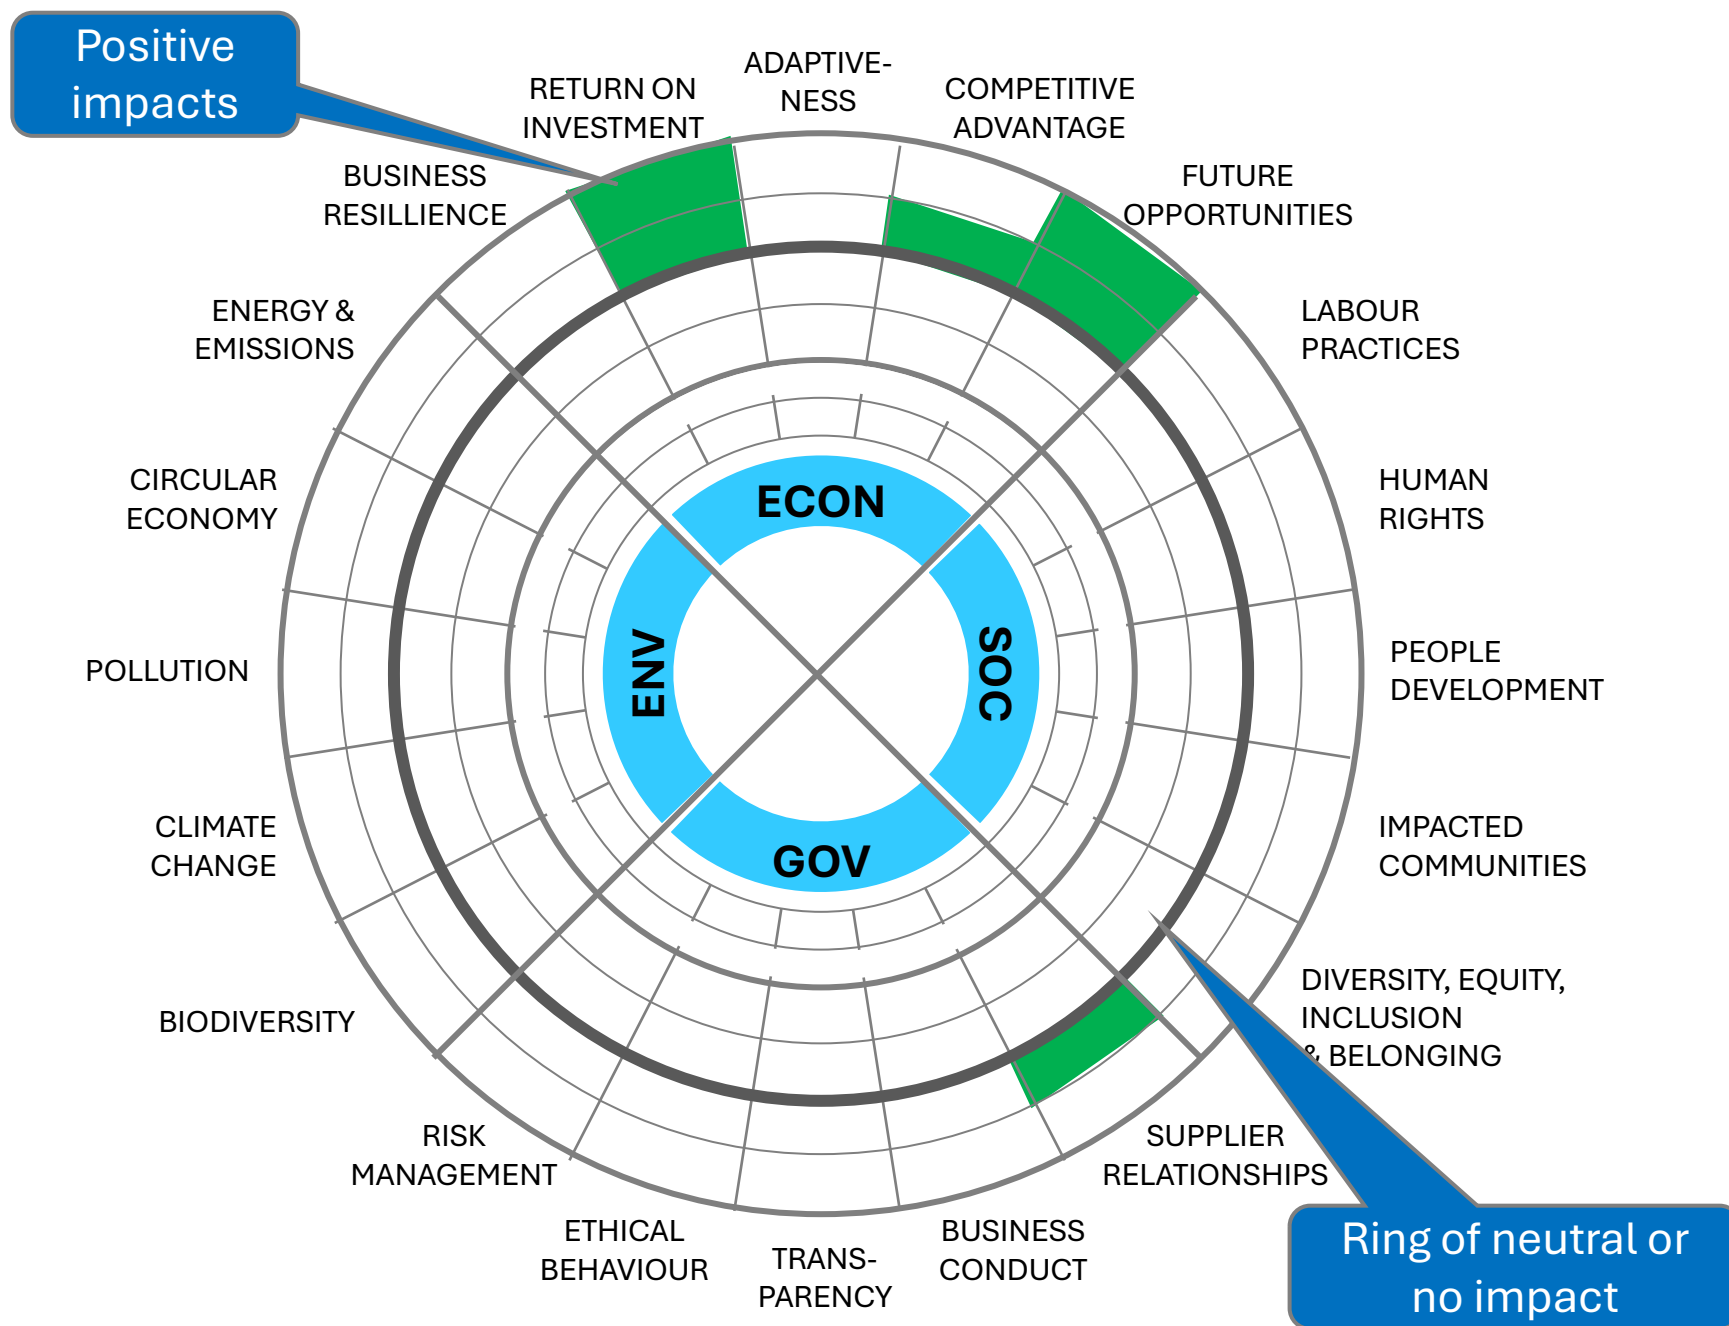 Positive
impacts
ADAPTIVE-
NESS
RETURN ON
INVESTMENT
COMPETITIVE
ADVANTAGE
BUSINESS
RESILLIENCE
FUTURE
OPPORTUNITIES
ENERGY &
EMISSIONS
LABOUR
PRACTICES
CIRCULAR
ECONOMY
HUMAN
RIGHTS
ECON
ENV
SOC
GOV
POLLUTION
PEOPLE
DEVELOPMENT
CLIMATE
CHANGE
IMPACTED
COMMUNITIES
BIODIVERSITY
DIVERSITY, EQUITY,
INCLUSION
& BELONGING
RISK
MANAGEMENT
SUPPLIER
RELATIONSHIPS
ETHICAL
BEHAVIOUR
TRANS-
PARENCY
BUSINESS
CONDUCT
Ring of neutral or
no impact